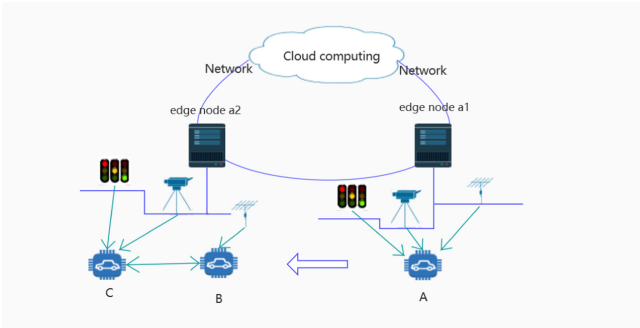 Cloud computing
Network
Network
edge node a2
edge node a1
C
B
A